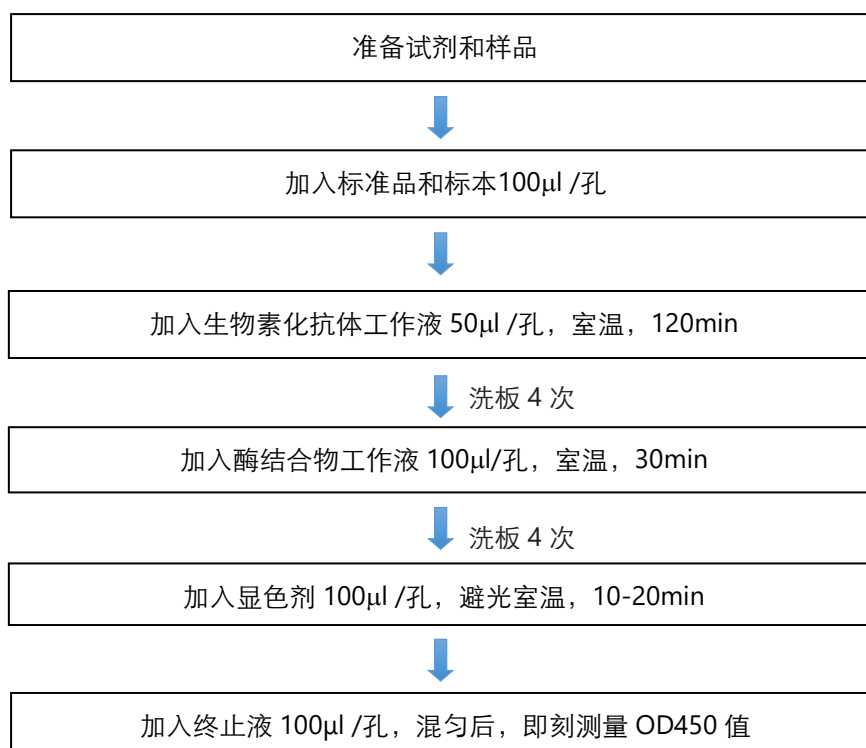 准备试剂和样品
加入标准品和标本100μl /孔
加入生物素化抗体工作液 50μl /孔，室温，120min
洗板 4 次
加入酶结合物工作液 100μl/孔，室温，30min
洗板 4 次
加入显色剂 100μl /孔，避光室温，10-20min
加入终止液 100μl /孔，混匀后，即刻测量 OD450 值